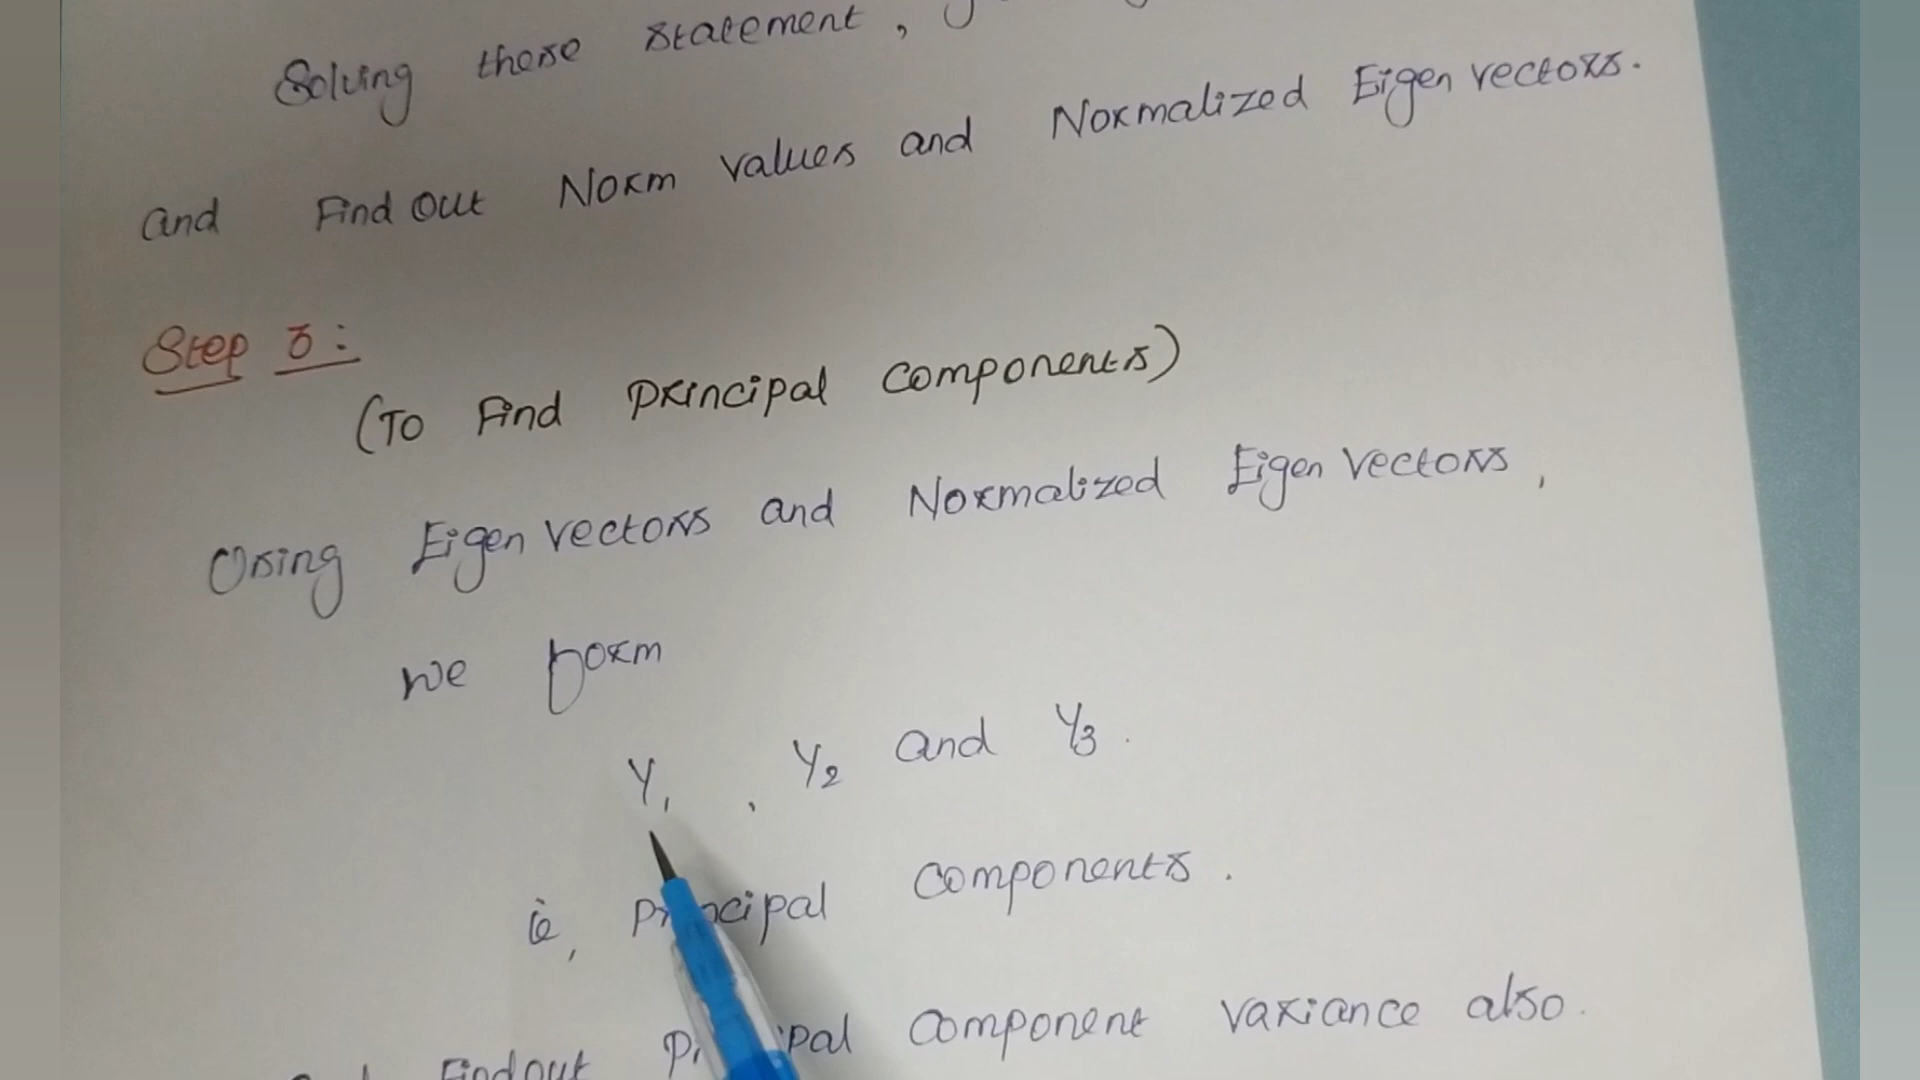 Solving these statement,
and Find out Norm values and Normalized Eigen vectors.
Step 3:
(To Find Principal components)
Using Eigen vectors and Normalized Eigen vectors,
we form
Y1, Y2 and Y3.
ie, Principal components.
Find out Principal component variance also.